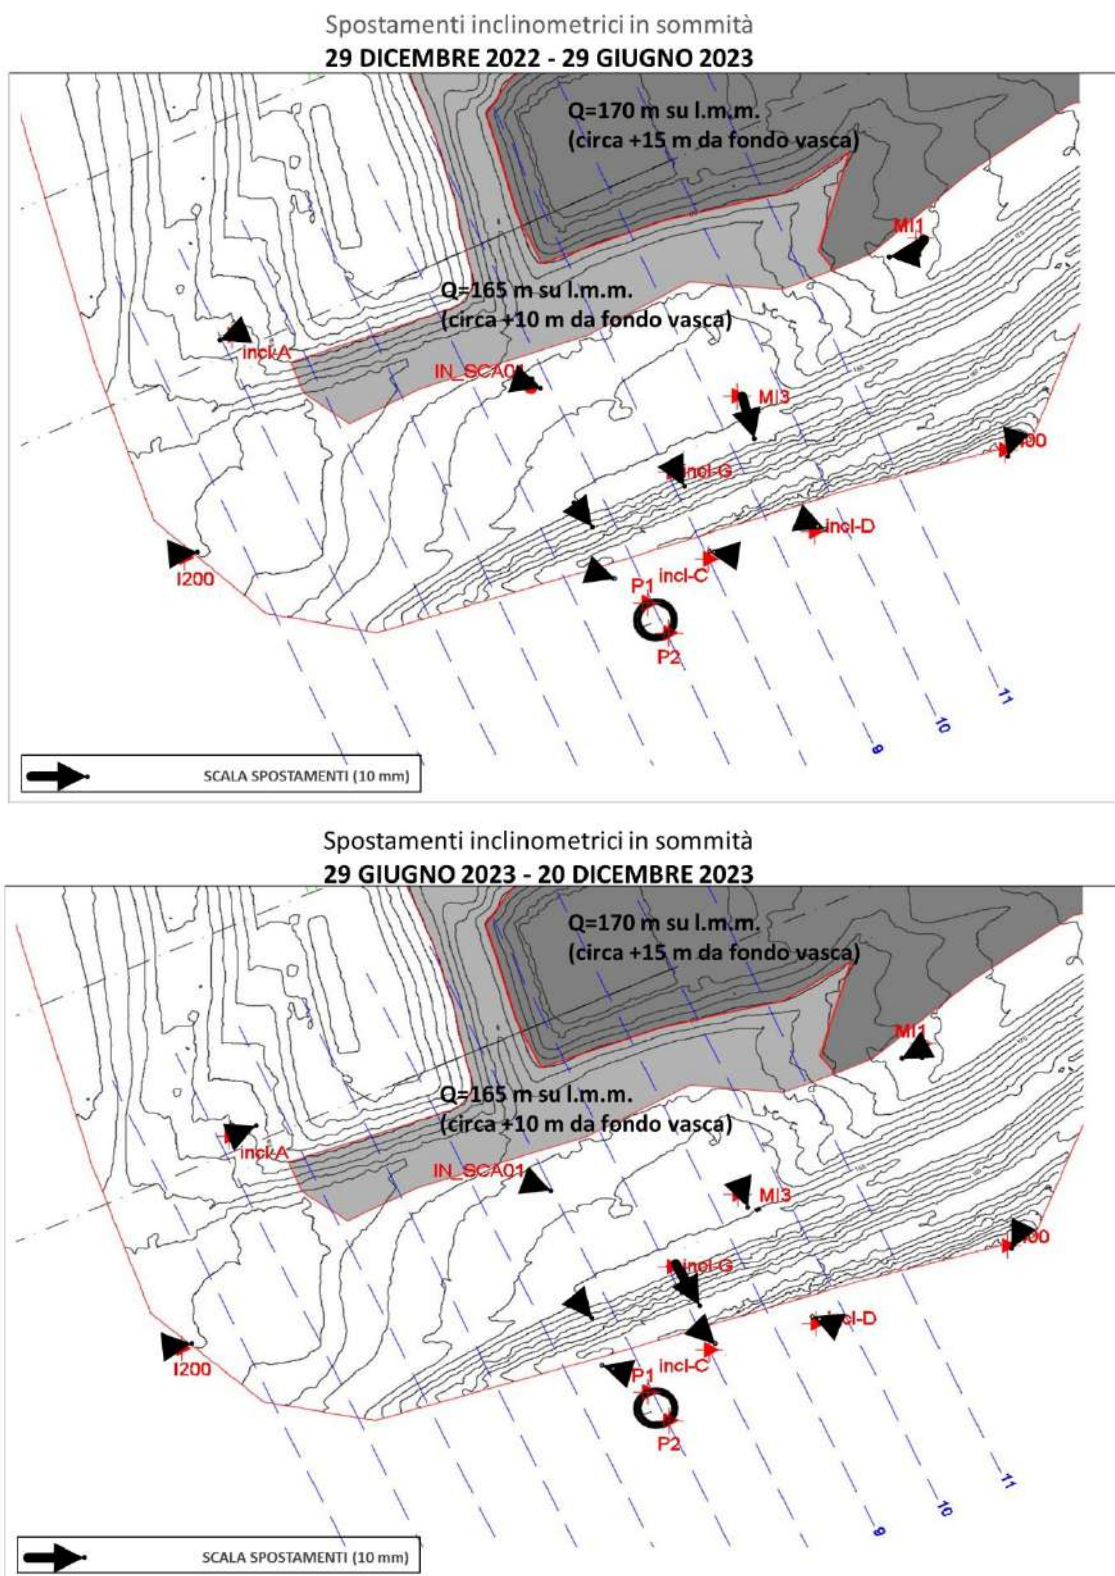 Spostamenti inclinometrici in sommità
29 DICEMBRE 2022 - 29 GIUGNO 2023
Q=170 m su l.m.m.
(circa +15 m da fondo vasca)
MI1
Q=165 m su l.m.m.
(circa +10 m da fondo vasca)
incl-A
IN_SCA01
MI3
incl-G
incl-D
I200
P1
incl-C
P2
9
10
11
SCALA SPOSTAMENTI (10 mm)
Spostamenti inclinometrici in sommità
29 GIUGNO 2023 - 20 DICEMBRE 2023
Q=170 m su l.m.m.
(circa +15 m da fondo vasca)
MI1
Q=165 m su l.m.m.
(circa +10 m da fondo vasca)
incl-A
IN_SCA01
MI3
incl-G
incl-D
I200
P1
incl-C
P2
9
10
11
SCALA SPOSTAMENTI (10 mm)